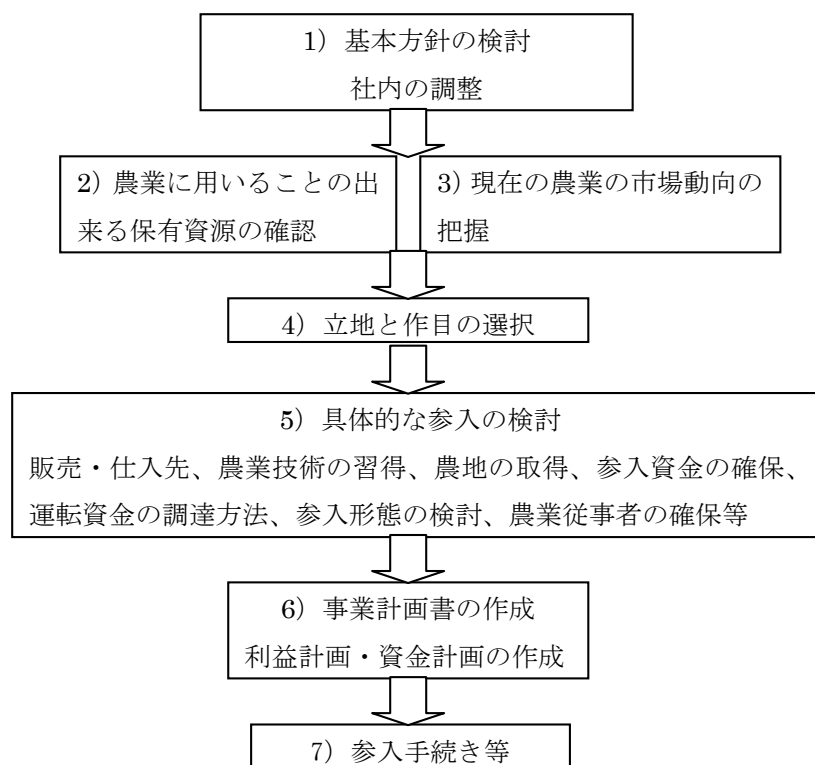 1）基本方針の検討
社内の調整
2) 農業に用いることの出
来る保有資源の確認
3) 現在の農業の市場動向の
把握
4）立地と作目の選択
5）具体的な参入の検討
販売・仕入先、農業技術の習得、農地の取得、参入資金の確保、
運転資金の調達方法、参入形態の検討、農業従事者の確保等
6）事業計画書の作成
利益計画・資金計画の作成
7）参入手続き等